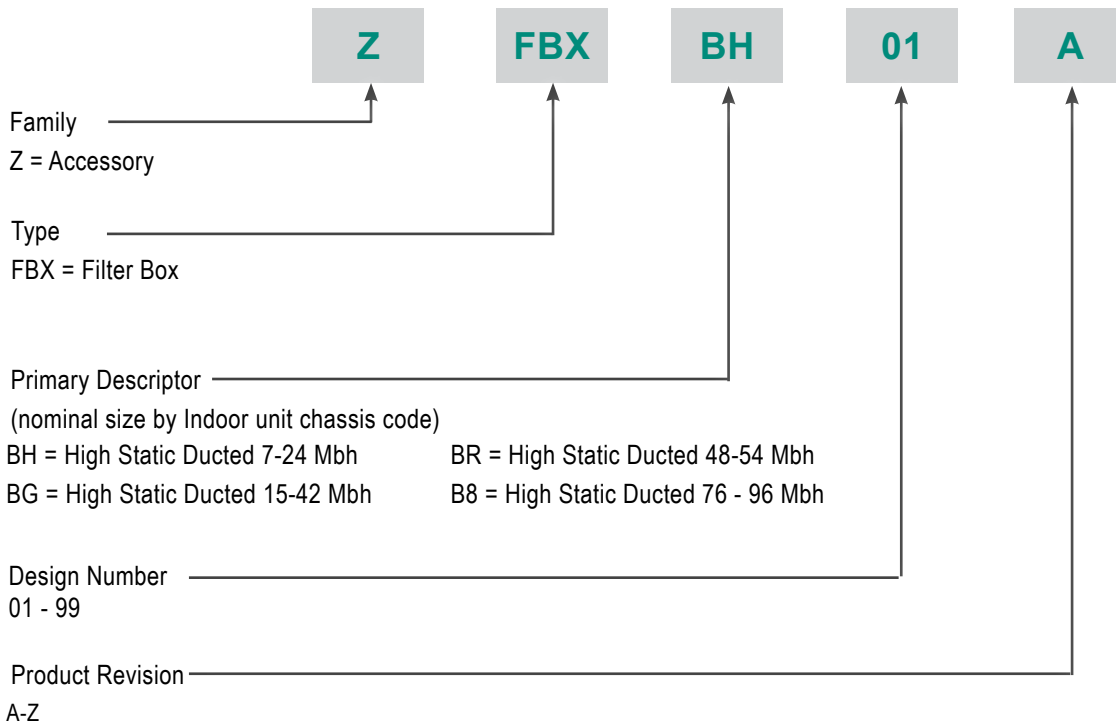 Z FBX BH 01 A
Family
Z = Accessory
Type
FBX = Filter Box
Primary Descriptor
(nominal size by Indoor unit chassis code)
BH = High Static Ducted 7-24 Mbh BR = High Static Ducted 48-54 Mbh
BG = High Static Ducted 15-42 Mbh B8 = High Static Ducted 76 - 96 Mbh
Design Number
01 - 99
Product Revision
A-Z